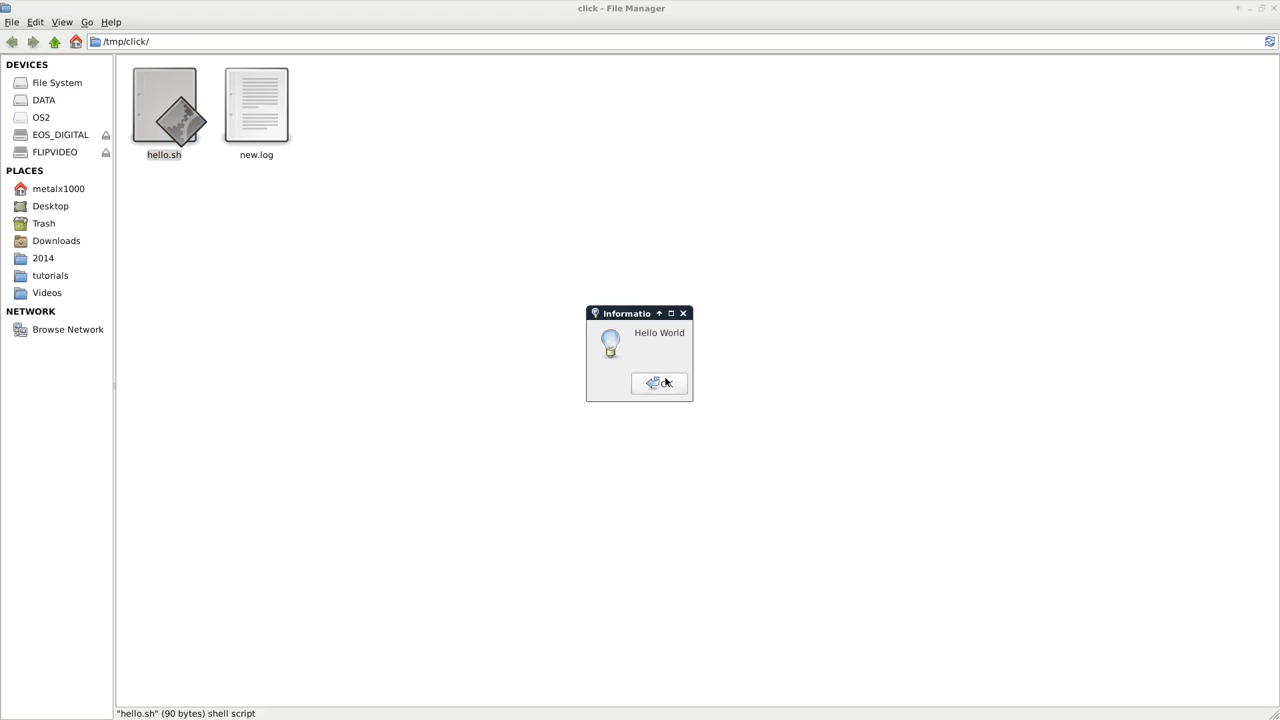 click - File Manager
File Edit View Go Help
/tmp/click/
DEVICES
File System
DATA
OS2
EOS_DIGITAL
FLIPVIDEO
PLACES
metalx1000
Desktop
Trash
Downloads
2014
tutorials
Videos
NETWORK
Browse Network
hello.sh
new.log
Informatio
Hello World
"hello.sh" (90 bytes) shell script